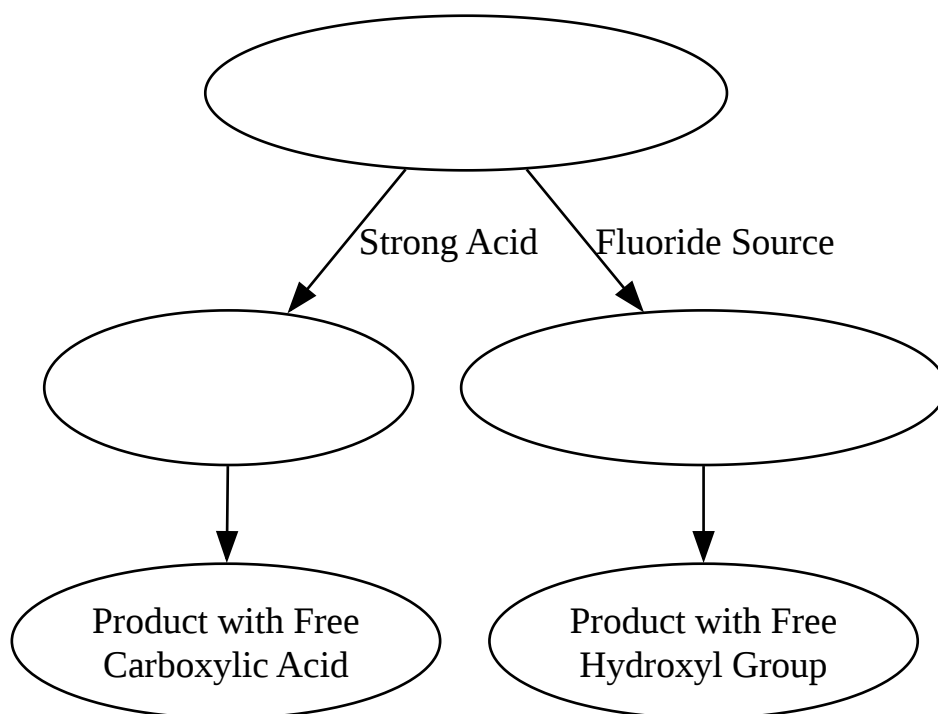 Strong Acid
Fluoride Source
Product with Free
Carboxylic Acid
Product with Free
Hydroxyl Group